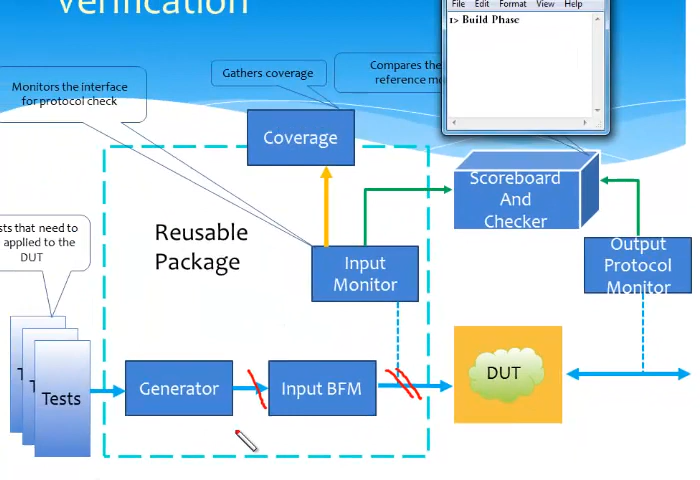 Verification
File Edit Format View Help
1> Build Phase
Gathers coverage
Compares the
reference
Monitors the interface
for protocol check
Coverage
Scoreboard
And
Checker
Reusable
Package
that need to
applied to the
DUT
Input
Monitor
Output
Protocol
Monitor
Generator
Input BFM
DUT
T
T
Tests